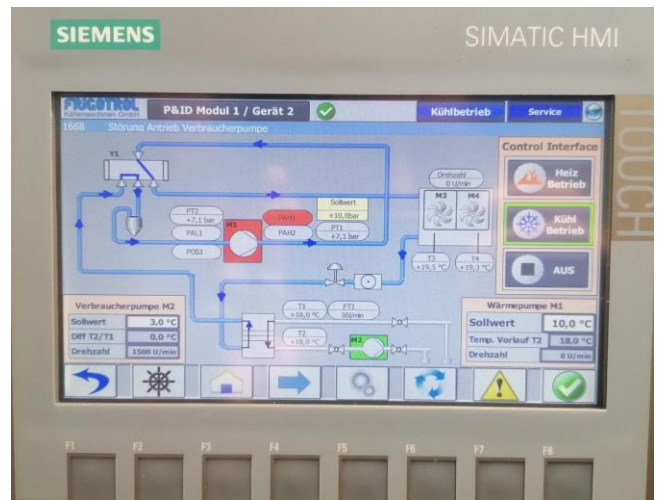 SIEMENS
SIMATIC HMI
TOUCH
FRIGOTROL
Kältemaschinen GmbH
P&ID Modul 1 / Gerät 2
Kühlbetrieb
Service
1668 Störung Antrieb Verbraucherpumpe
Control Interface
Heiz
Betrieb
Kühl
Betrieb
AUS
Y1
Drehzahl
0 U/min
M3 M4
T3
+19,5 °C
T4
+19,3 °C
PT2
+7,1 bar
PAL1
PDS1
M1
PAH1
PAH2
Sollwert
+10,0bar
PT1
+7,1 bar
T1
+18,0 °C
FT1
36l/min
T2
+18,0 °C
M2
Verbraucherpumpe M2
Sollwert 3,0 °C
Diff T2/T1 0,0 °C
Drehzahl 1500 U/min
Wärmepumpe M1
Sollwert 10,0 °C
Temp. Vorlauf T2 18,0 °C
Drehzahl 0 U/min
F1 F2 F3 F4 F5 F6 F7 F8